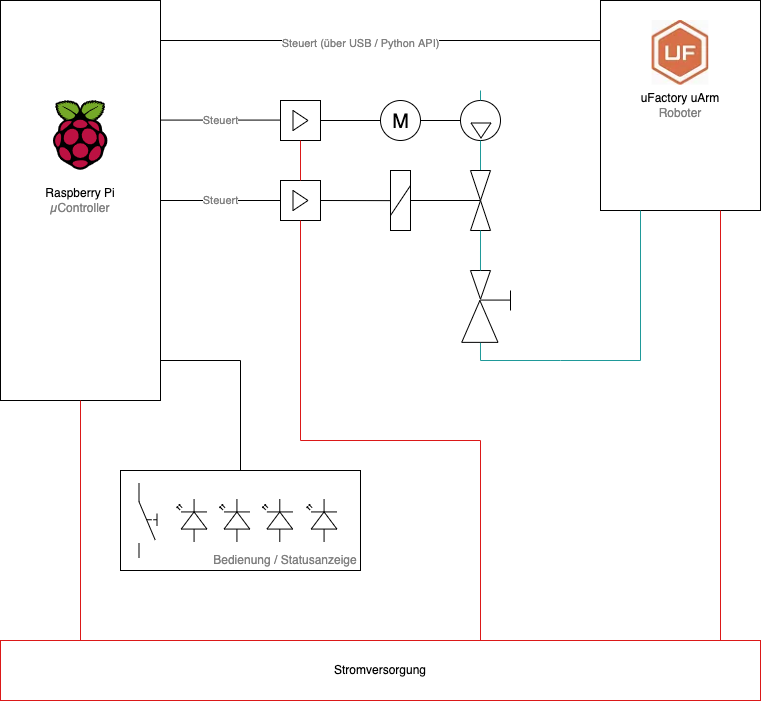 Steuert (über USB / Python API)
UF
uFactory uArm
Roboter
Steuert
M
Raspberry Pi
µController
Steuert
Bedienung / Statusanzeige
Stromversorgung